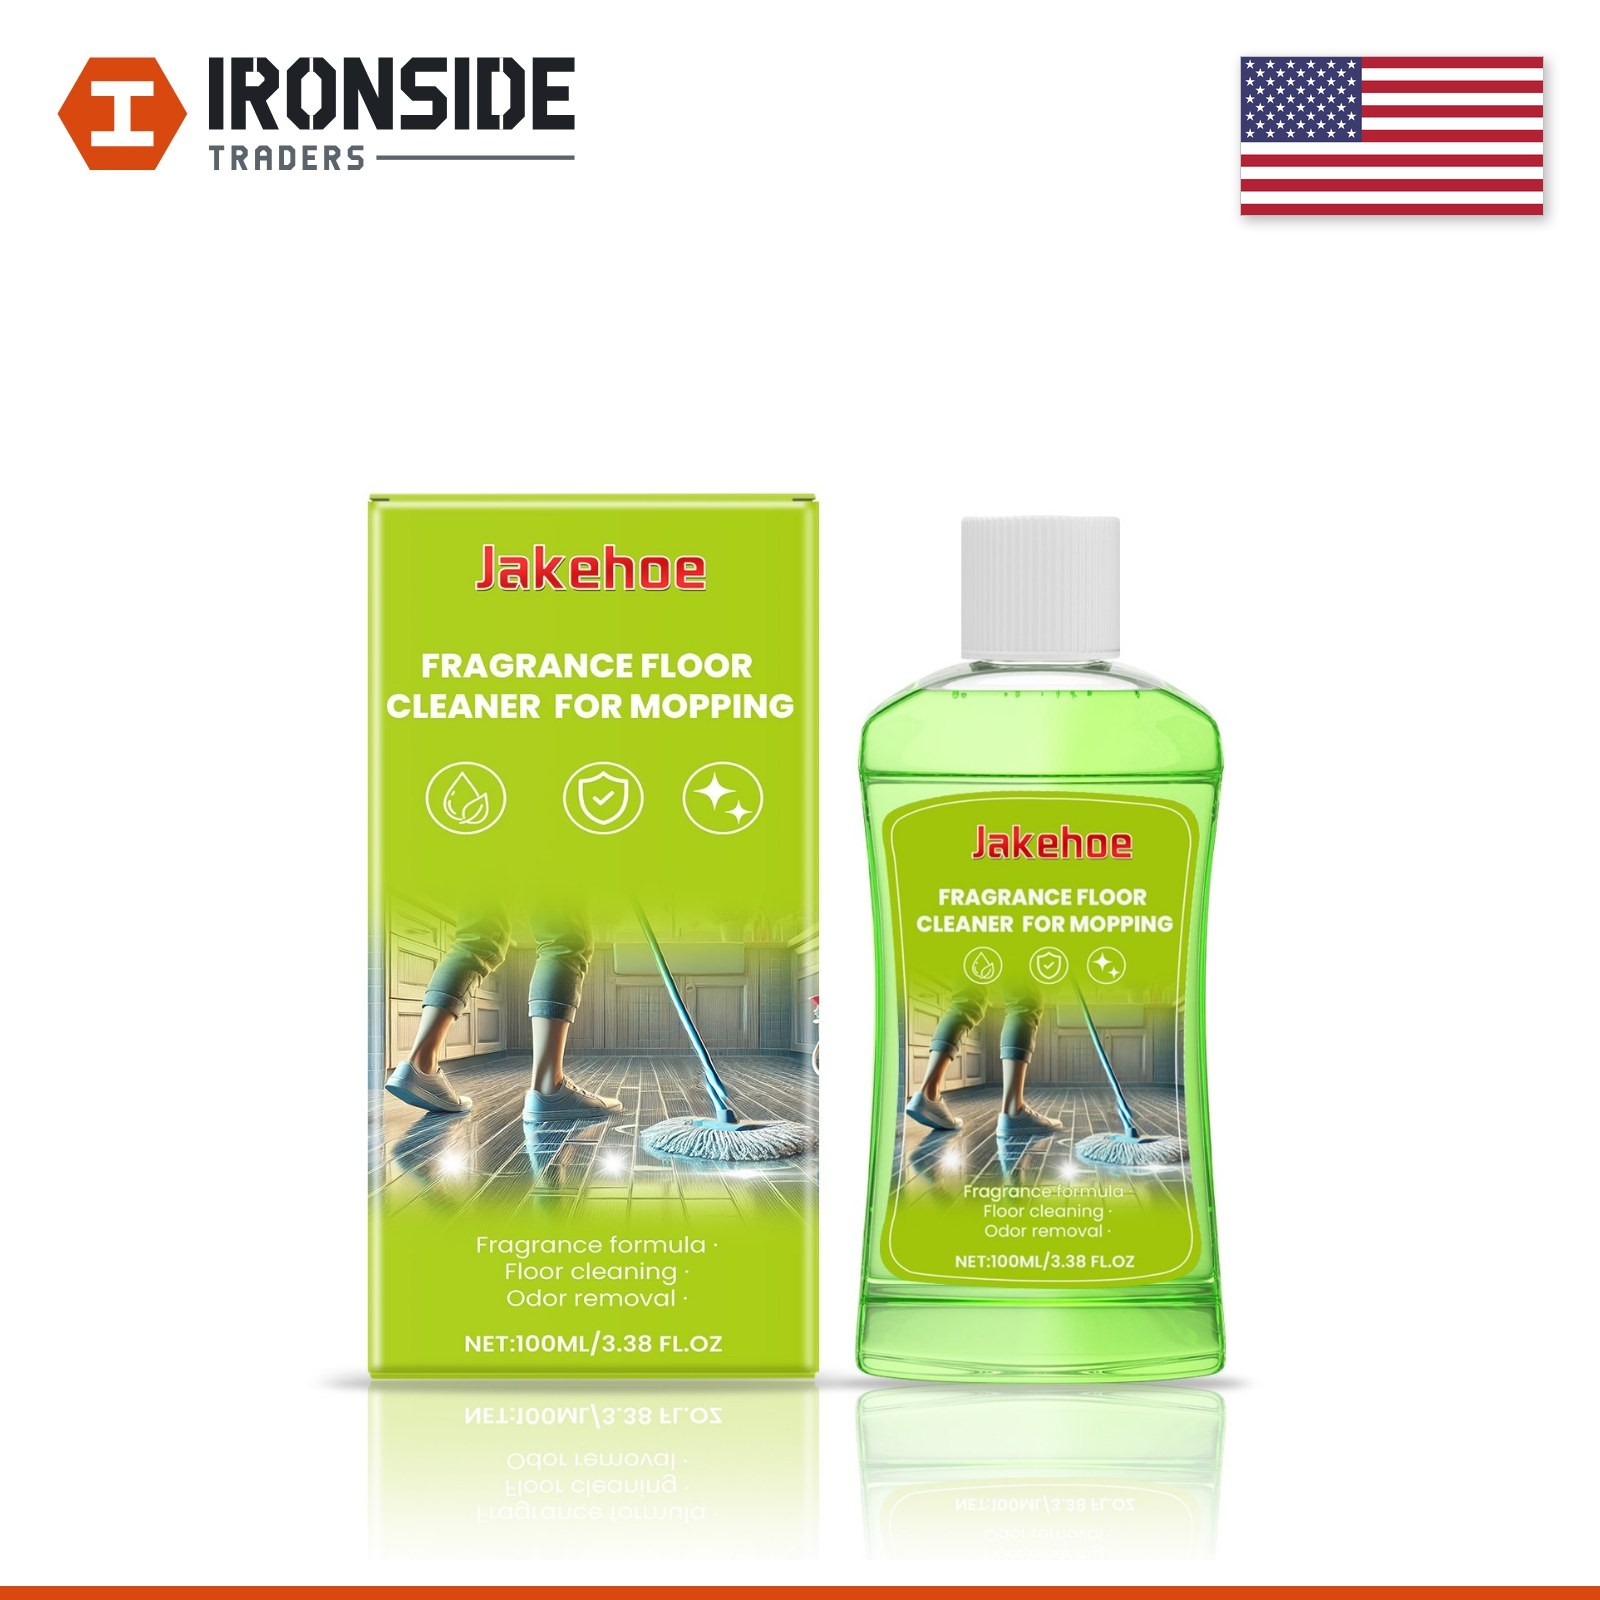 IRONSIDE
TRADERS
Jakehoe
FRAGRANCE FLOOR
CLEANER FOR MOPPING
Fragrance formula ·
Floor cleaning ·
Odor removal ·
NET:100ML/3.38 FL.OZ
Jakehoe
FRAGRANCE FLOOR
CLEANER FOR MOPPING
Fragrance formula ·
Floor cleaning ·
Odor removal ·
NET:100ML/3.38 FL.OZ